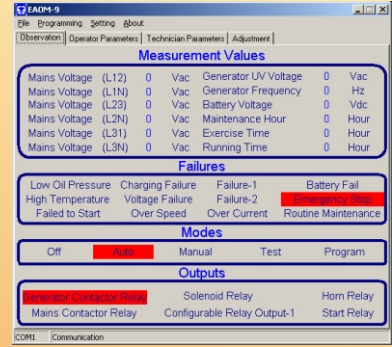 EAOM-9
File Programming Setting About
Observation Operator Parameters Technician Parameters Adjustment
Measurement Values
Mains Voltage (L12) 0 Vac Generator UV Voltage 0 Vac
Mains Voltage (L1N) 0 Vac Generator Frequency 0 Hz
Mains Voltage (L23) 0 Vac Battery Voltage 0 Vdc
Mains Voltage (L2N) 0 Vac Maintenance Hour 0 Hour
Mains Voltage (L31) 0 Vac Exercise Time 0 Hour
Mains Voltage (L3N) 0 Vac Running Time 0 Hour
Failures
Low Oil Pressure Charging Failure Failure-1 Battery Fail
High Temperature Voltage Failure Failure-2 Emergency Stop
Failed to Start Over Speed Over Current Routine Maintenance
Modes
Off Auto Manual Test Program
Outputs
Generator Contactor Relay Solenoid Relay Horn Relay
Mains Contactor Relay Configurable Relay Output-1 Start Relay
COM1 Communication